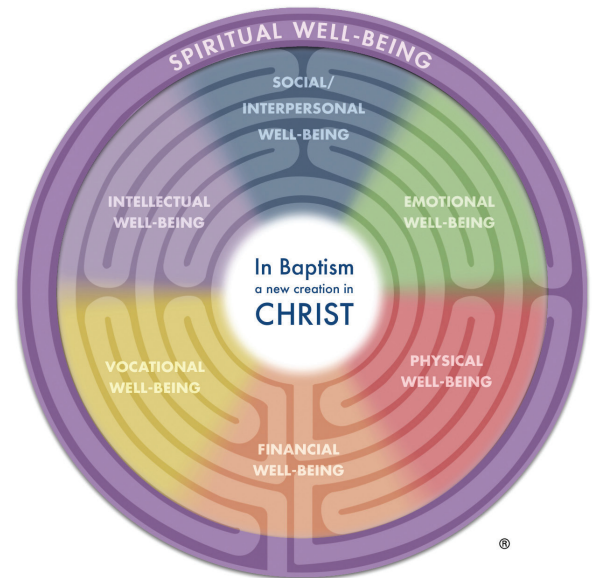 SPIRITUAL WELL-BEING
SOCIAL/
INTERPERSONAL
WELL-BEING
INTELLECTUAL
WELL-BEING
EMOTIONAL
WELL-BEING
In Baptism
a new creation in
CHRIST
VOCATIONAL
WELL-BEING
PHYSICAL
WELL-BEING
FINANCIAL
WELL-BEING
®